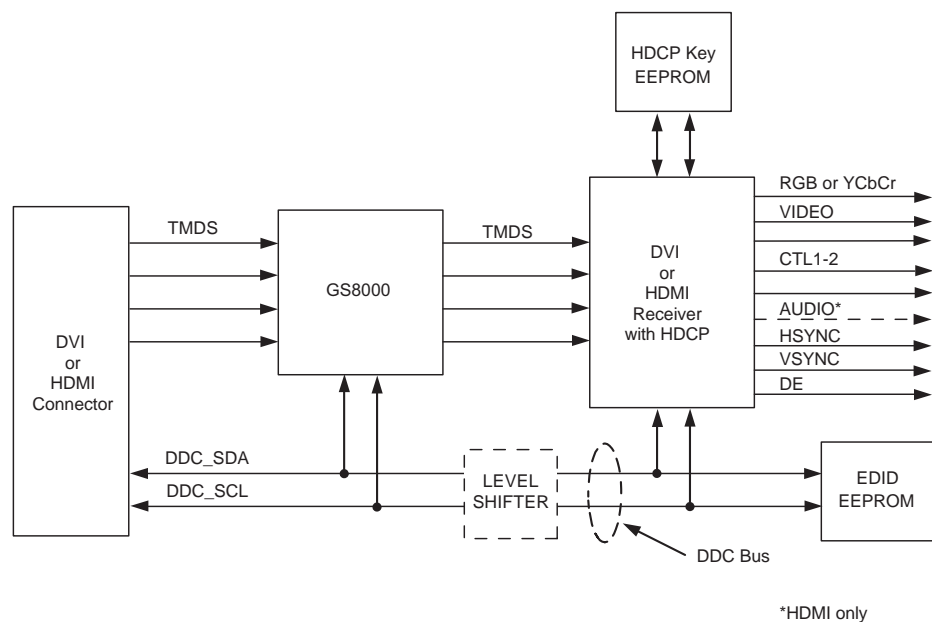 HDCP Key
EEPROM
RGB or YCbCr
TMDS
TMDS
VIDEO
GS8000
DVI
or
HDMI
Receiver
with HDCP
CTL1-2
AUDIO*
HSYNC
VSYNC
DE
DVI
or
HDMI
Connector
DDC_SDA
DDC_SCL
LEVEL
SHIFTER
EDID
EEPROM
DDC Bus
*HDMI only